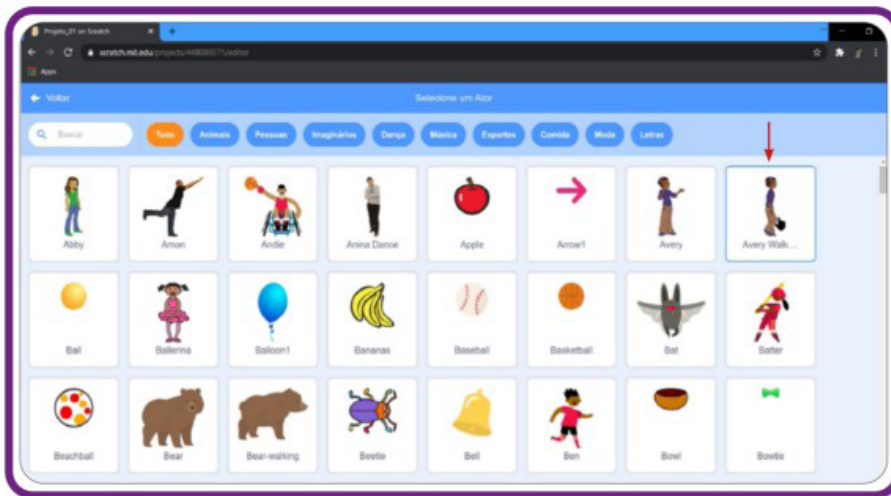 Projeto_01 on Scratch
scratch.mit.edu/projects/448090571/editor
Apps
Voltar
Selecione um Ator
Buscar
Tudo
Animais
Pessoas
Imaginários
Dança
Música
Esportes
Comida
Moda
Letras
Abby
Amon
Andie
Anina Dance
Apple
Arrow1
Avery
Avery Walk...
Ball
Ballerina
Balloon1
Bananas
Baseball
Basketball
Bat
Batter
Beachball
Bear
Bear-walking
Beetle
Bell
Ben
Bowl
Bowtie